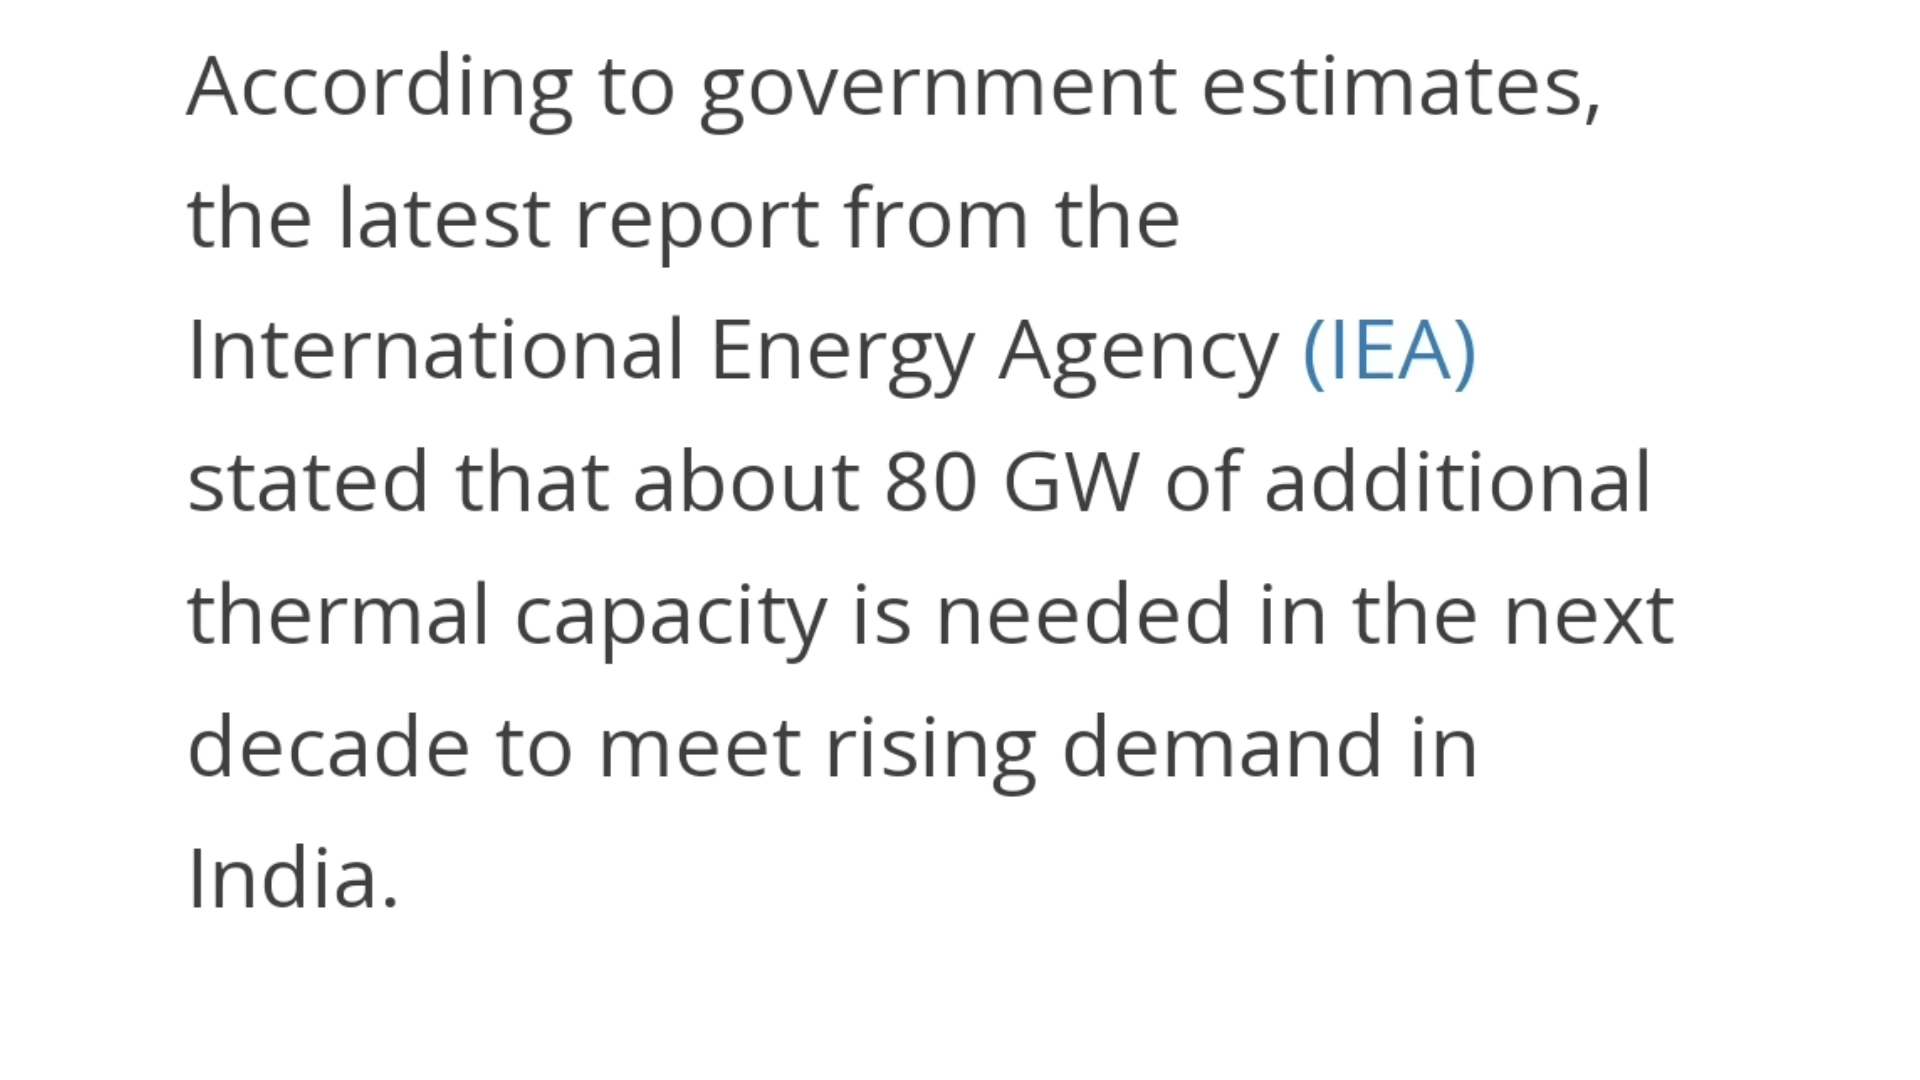 According to government estimates,
the latest report from the
International Energy Agency (IEA)
stated that about 80 GW of additional
thermal capacity is needed in the next
decade to meet rising demand in
India.